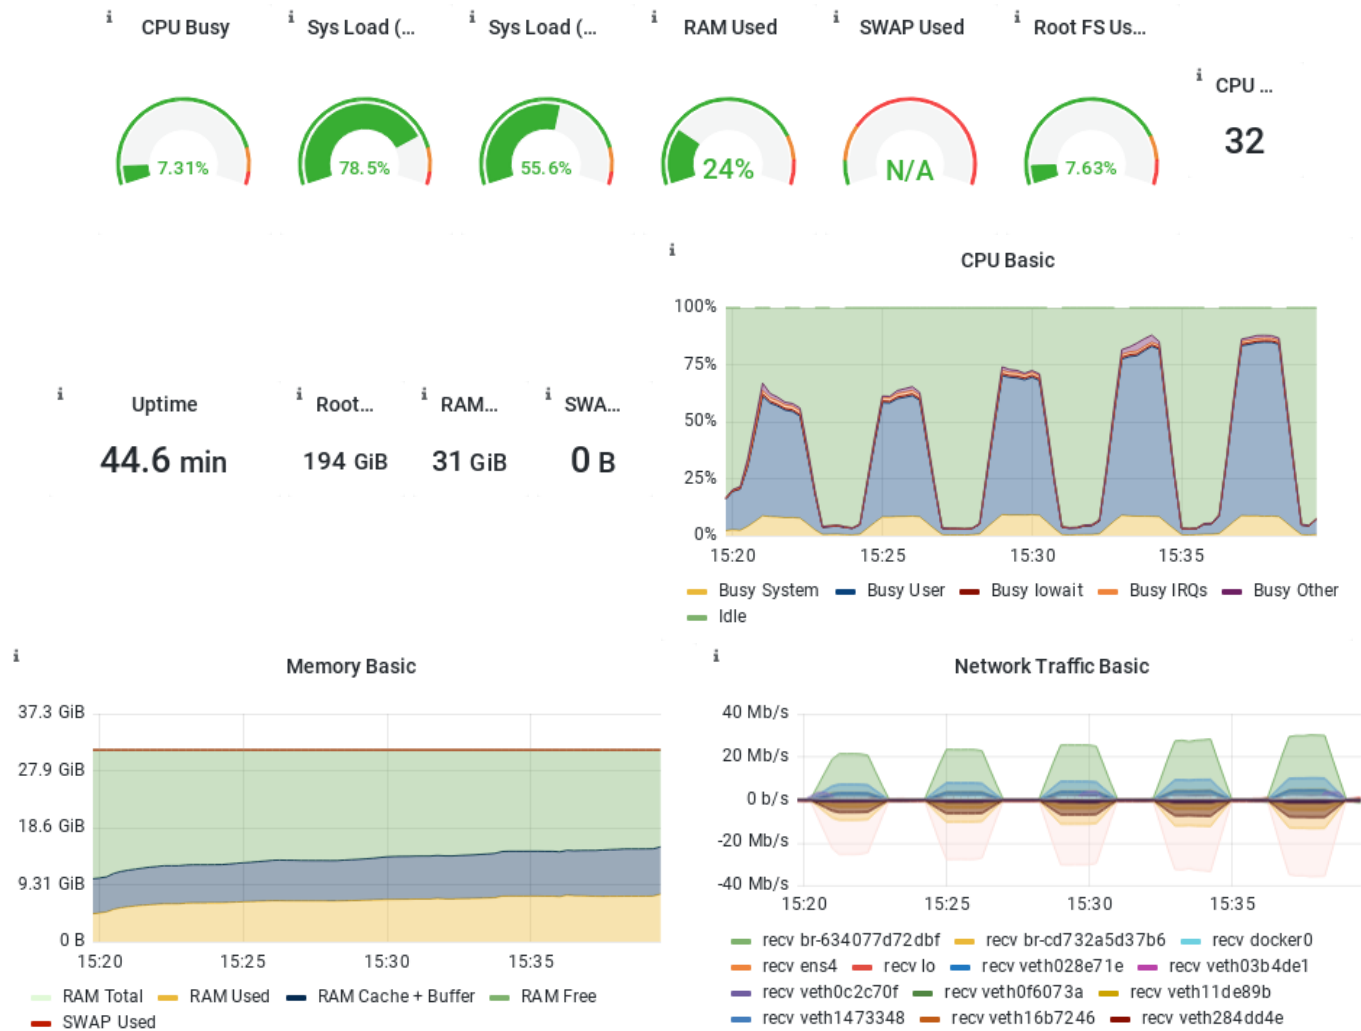 i CPU Busy
i Sys Load (...
i Sys Load (...
i RAM Used
i SWAP Used
i Root FS Us...
i CPU ...
7.31%
78.5%
55.6%
24%
N/A
7.63%
32
i Uptime
44.6 min
i Root...
194 GiB
i RAM...
31 GiB
i SWA...
0 B
i CPU Basic
100%
75%
50%
25%
0%
15:20 15:25 15:30 15:35
Busy System Busy User Busy Iowait Busy IRQs Busy Other
Idle
i Memory Basic
37.3 GiB
27.9 GiB
18.6 GiB
9.31 GiB
0 B
15:20 15:25 15:30 15:35
RAM Total RAM Used RAM Cache + Buffer RAM Free
SWAP Used
i Network Traffic Basic
40 Mb/s
20 Mb/s
0 b/s
-20 Mb/s
-40 Mb/s
15:20 15:25 15:30 15:35
recv br-634077d72dbf recv br-cd732a5d37b6 recv docker0
recv ens4 recv lo recv veth028e71e recv veth03b4de1
recv veth0c2c70f recv veth0f6073a recv veth11de89b
recv veth1473348 recv veth16b7246 recv veth284dd4e